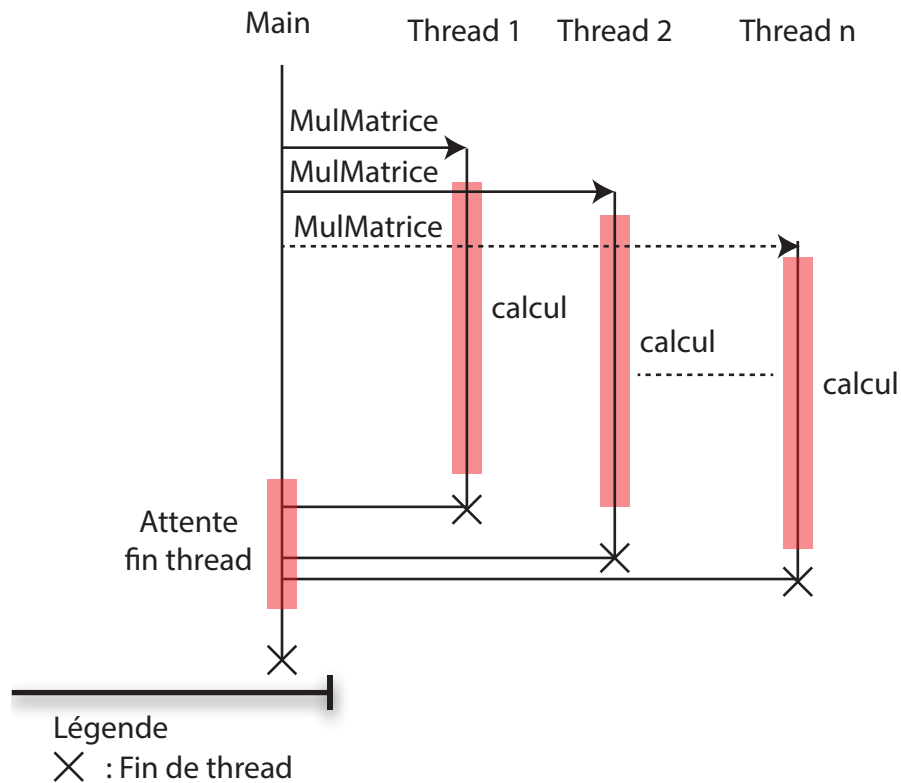 Main Thread 1 Thread 2 Thread n
MulMatrice
MulMatrice
MulMatrice
calcul
calcul
calcul
Attente
fin thread
Légende
: Fin de thread